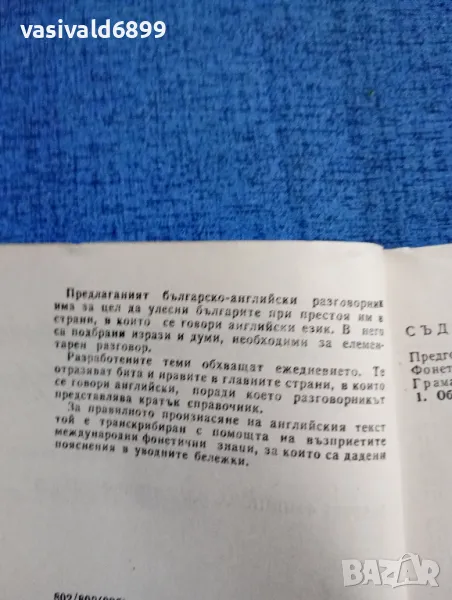 vasivald6899
Предлаганият българско-английски разговорник
има за цел да улесни българите при престоя им в
страни, в които се говори английски език. В него
са подбрани изрази и думи, необходими за елемен-
тарен разговор.
Разработените теми обхващат ежедневието. Те
отразяват бита и нравите в главните страни, в които
се говори английски, поради което разговорникът
представлява кратък справочник.
За правилното произнасяне на английския текст
той е транскрибиран с помощта на възприетите
международни фонетични знаци, за които са дадени
пояснения в уводните бележки.
СЪД
Предго
Фонет
Грама
1. Об
BAZAR